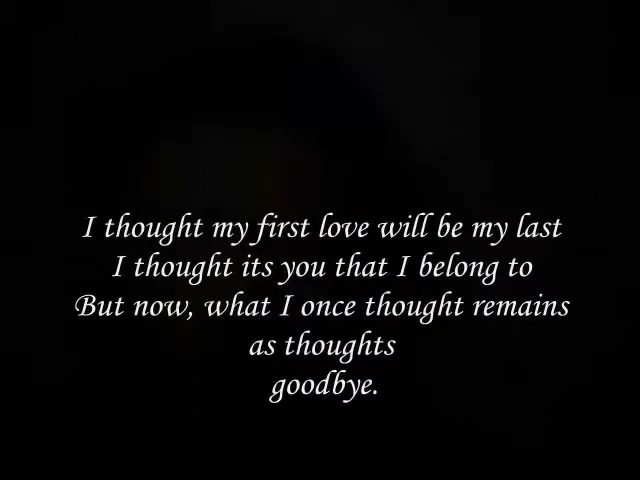 I thought my first love will be my last
I thought its you that I belong to
But now, what I once thought remains
as thoughts
goodbye.